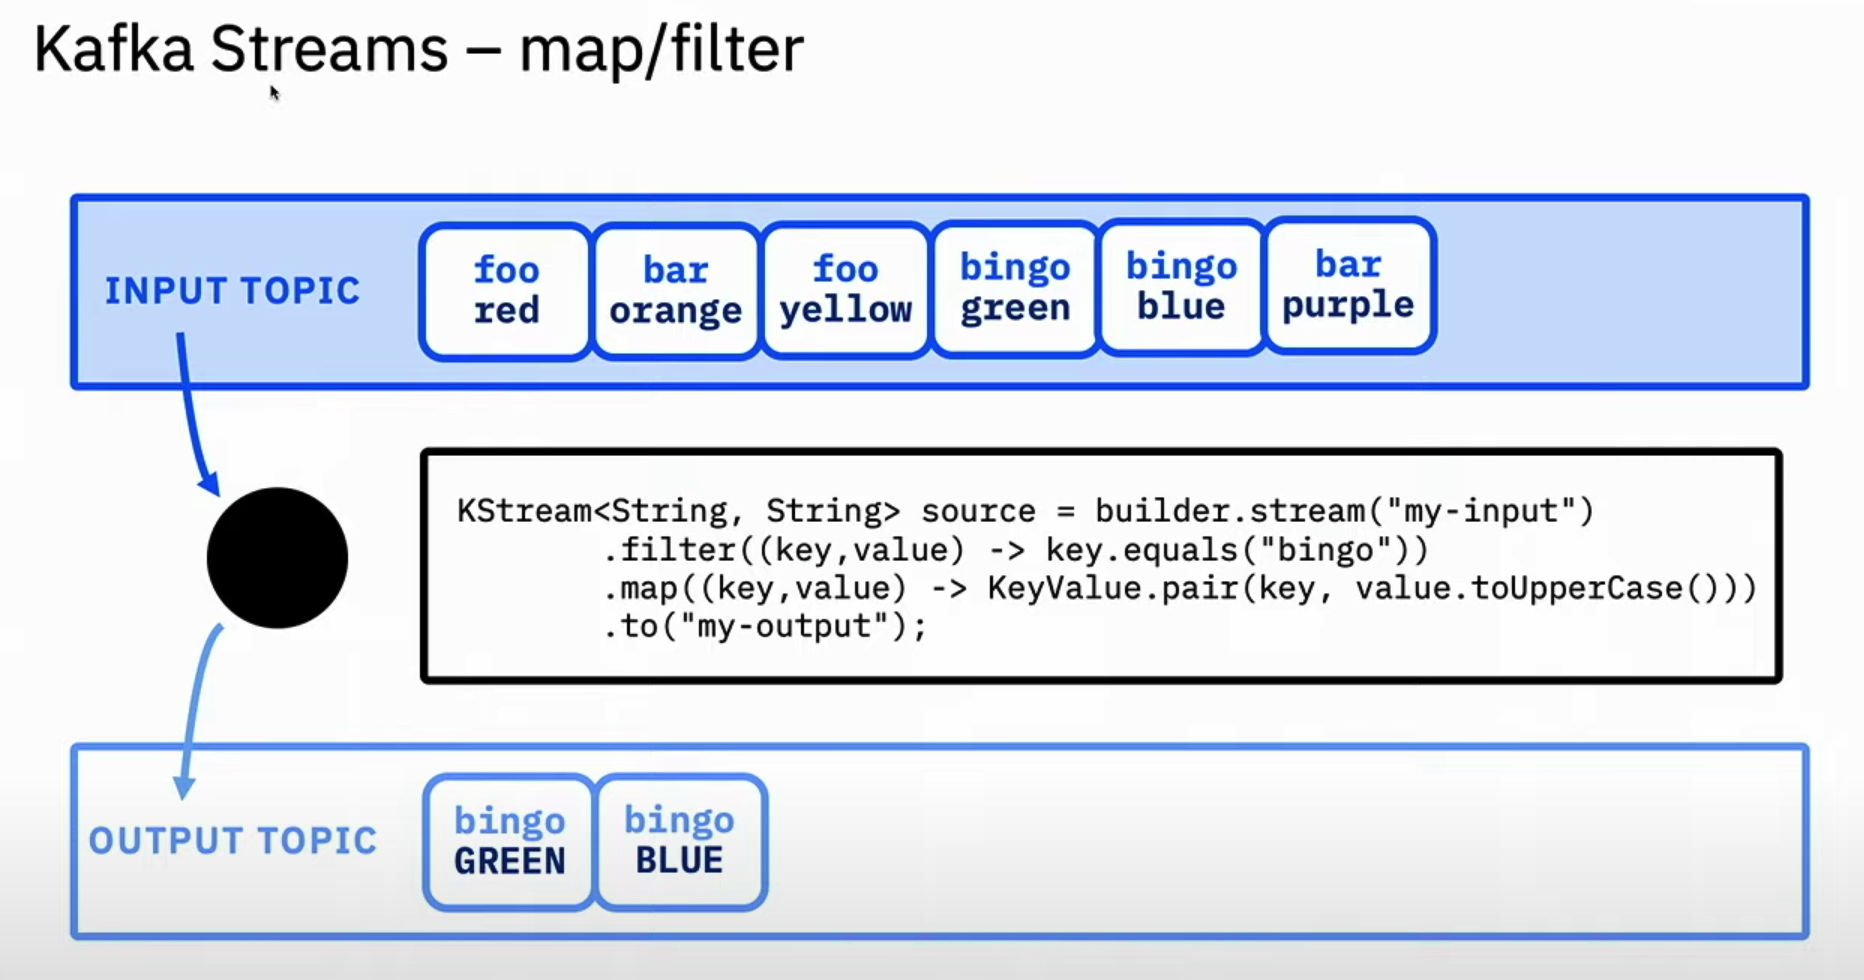 Kafka Streams – map/filter
INPUT TOPIC
foo
red
bar
orange
foo
yellow
bingo
green
bingo
blue
bar
purple
KStream<String, String> source = builder.stream("my-input")
.filter((key,value) -> key.equals("bingo"))
.map((key,value) -> KeyValue.pair(key, value.toUpperCase()))
.to("my-output");
OUTPUT TOPIC
bingo
GREEN
bingo
BLUE